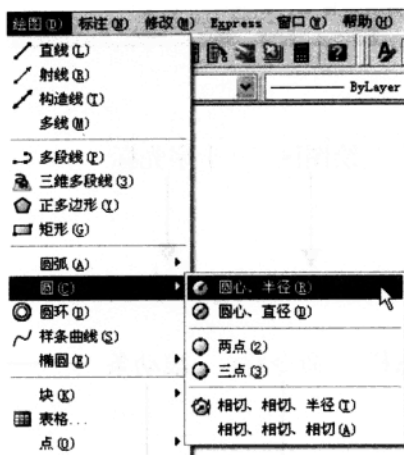 绘图(D) 标注(N) 修改(M) Express 窗口(W) 帮助(H)
ByLayer
直线(L)
射线(R)
构造线(T)
多线(M)
多段线(P)
三维多段线(3)
正多边形(Y)
矩形(G)
圆弧(A)
圆(C)
圆心、半径(R)
圆环(D)
圆心、直径(D)
样条曲线(S)
两点(2)
椭圆(E)
三点(3)
块(K)
相切、相切、半径(T)
表格...
相切、相切、相切(A)
点(O)